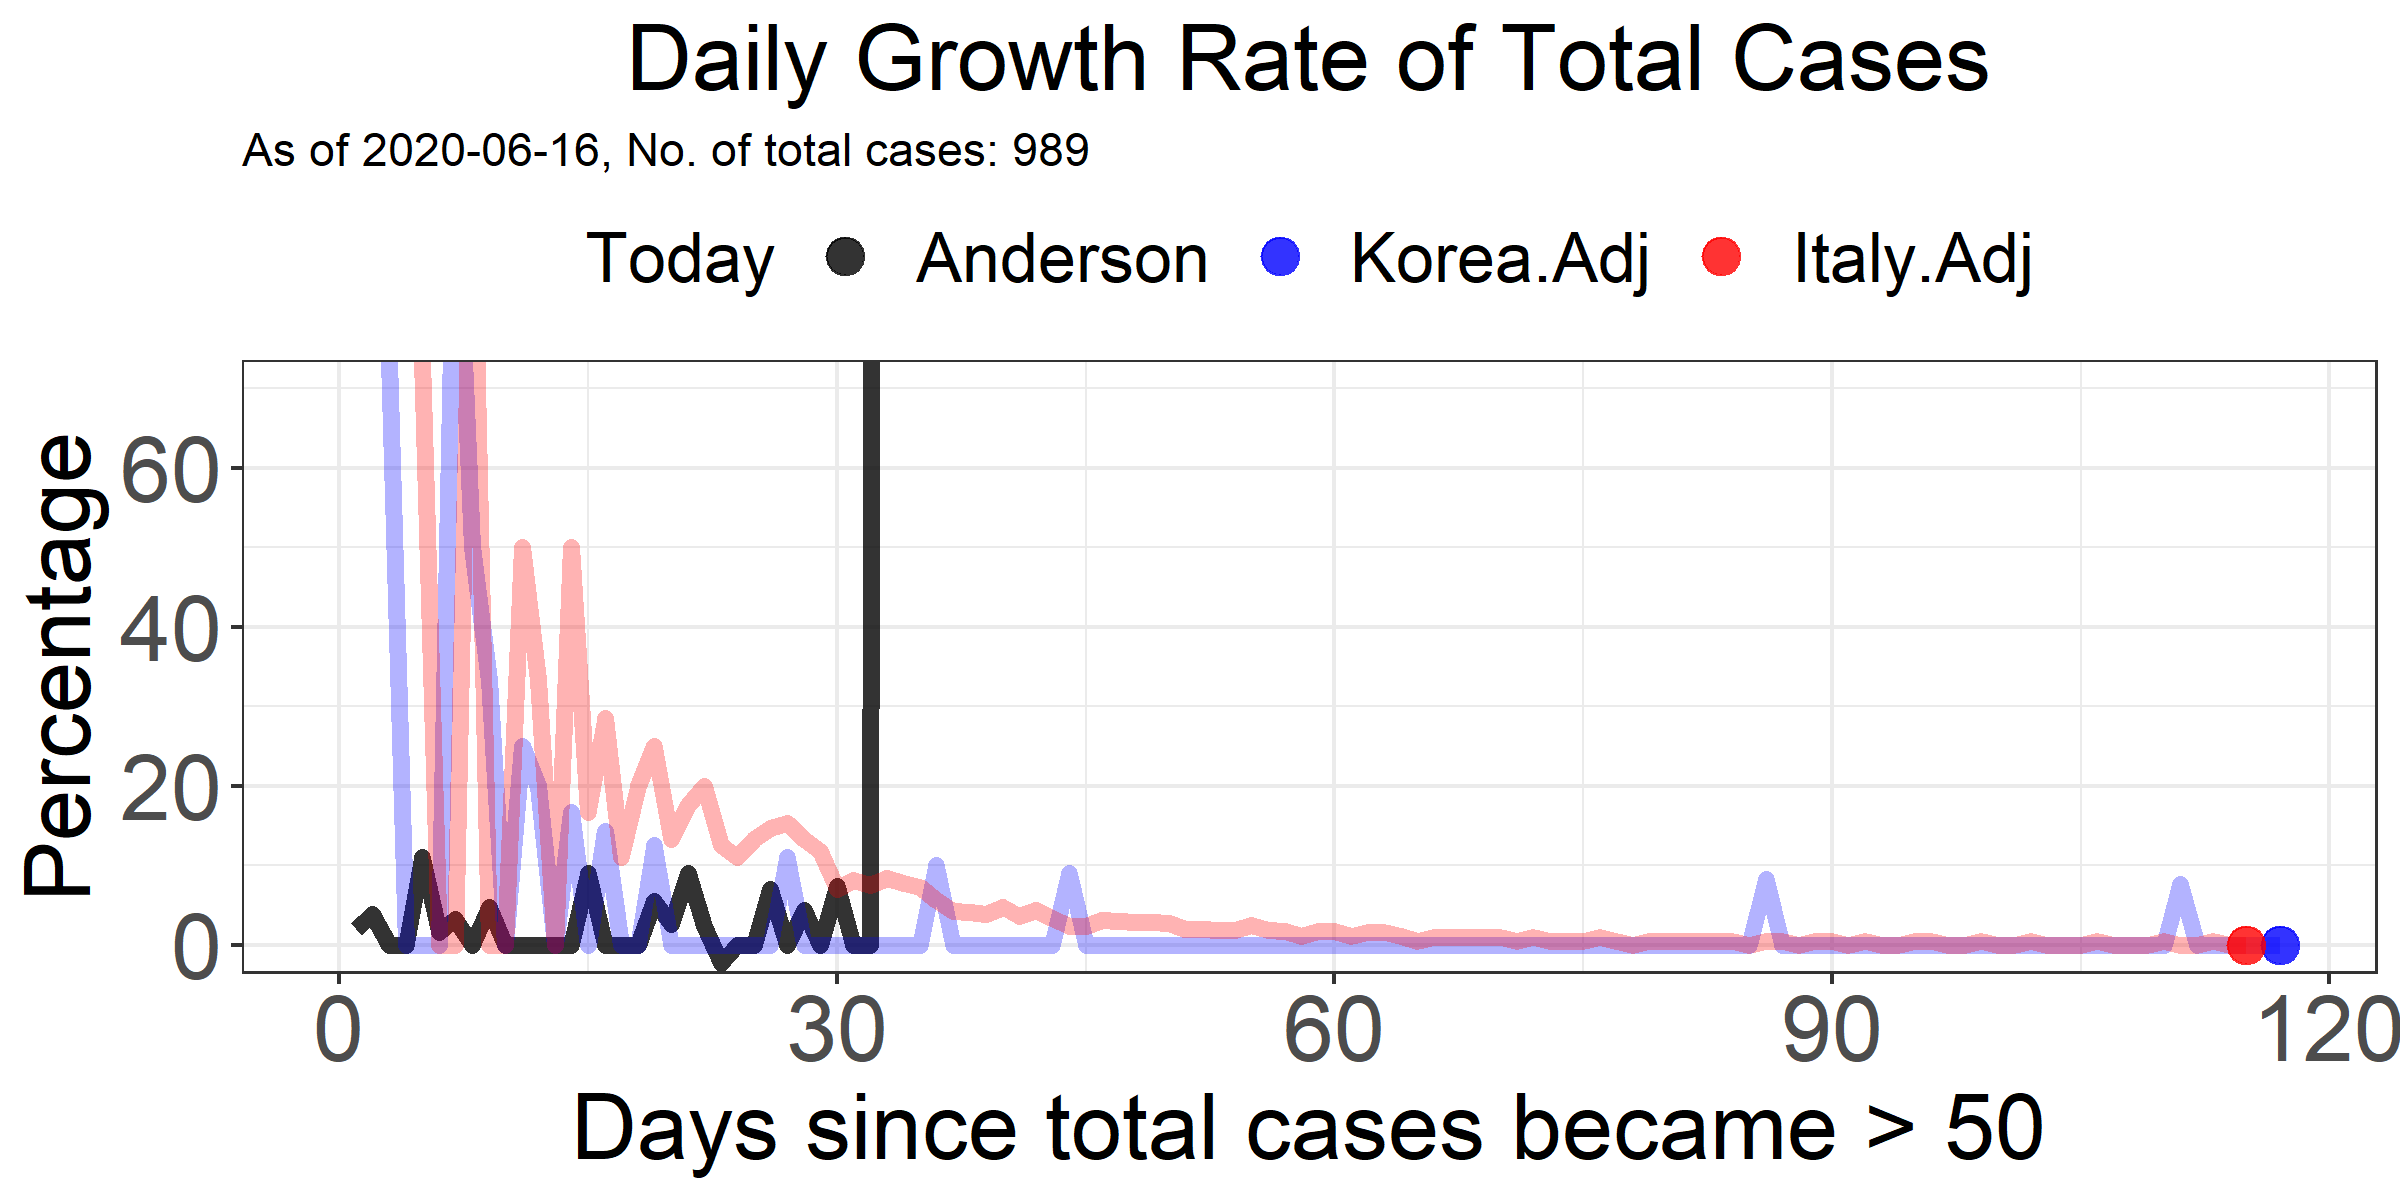 Daily Growth Rate of Total Cases
As of 2020-06-16, No. of total cases: 989
Today Anderson Korea.Adj Italy.Adj
Percentage
60
40
20
0
0 30 60 90 120
Days since total cases became > 50